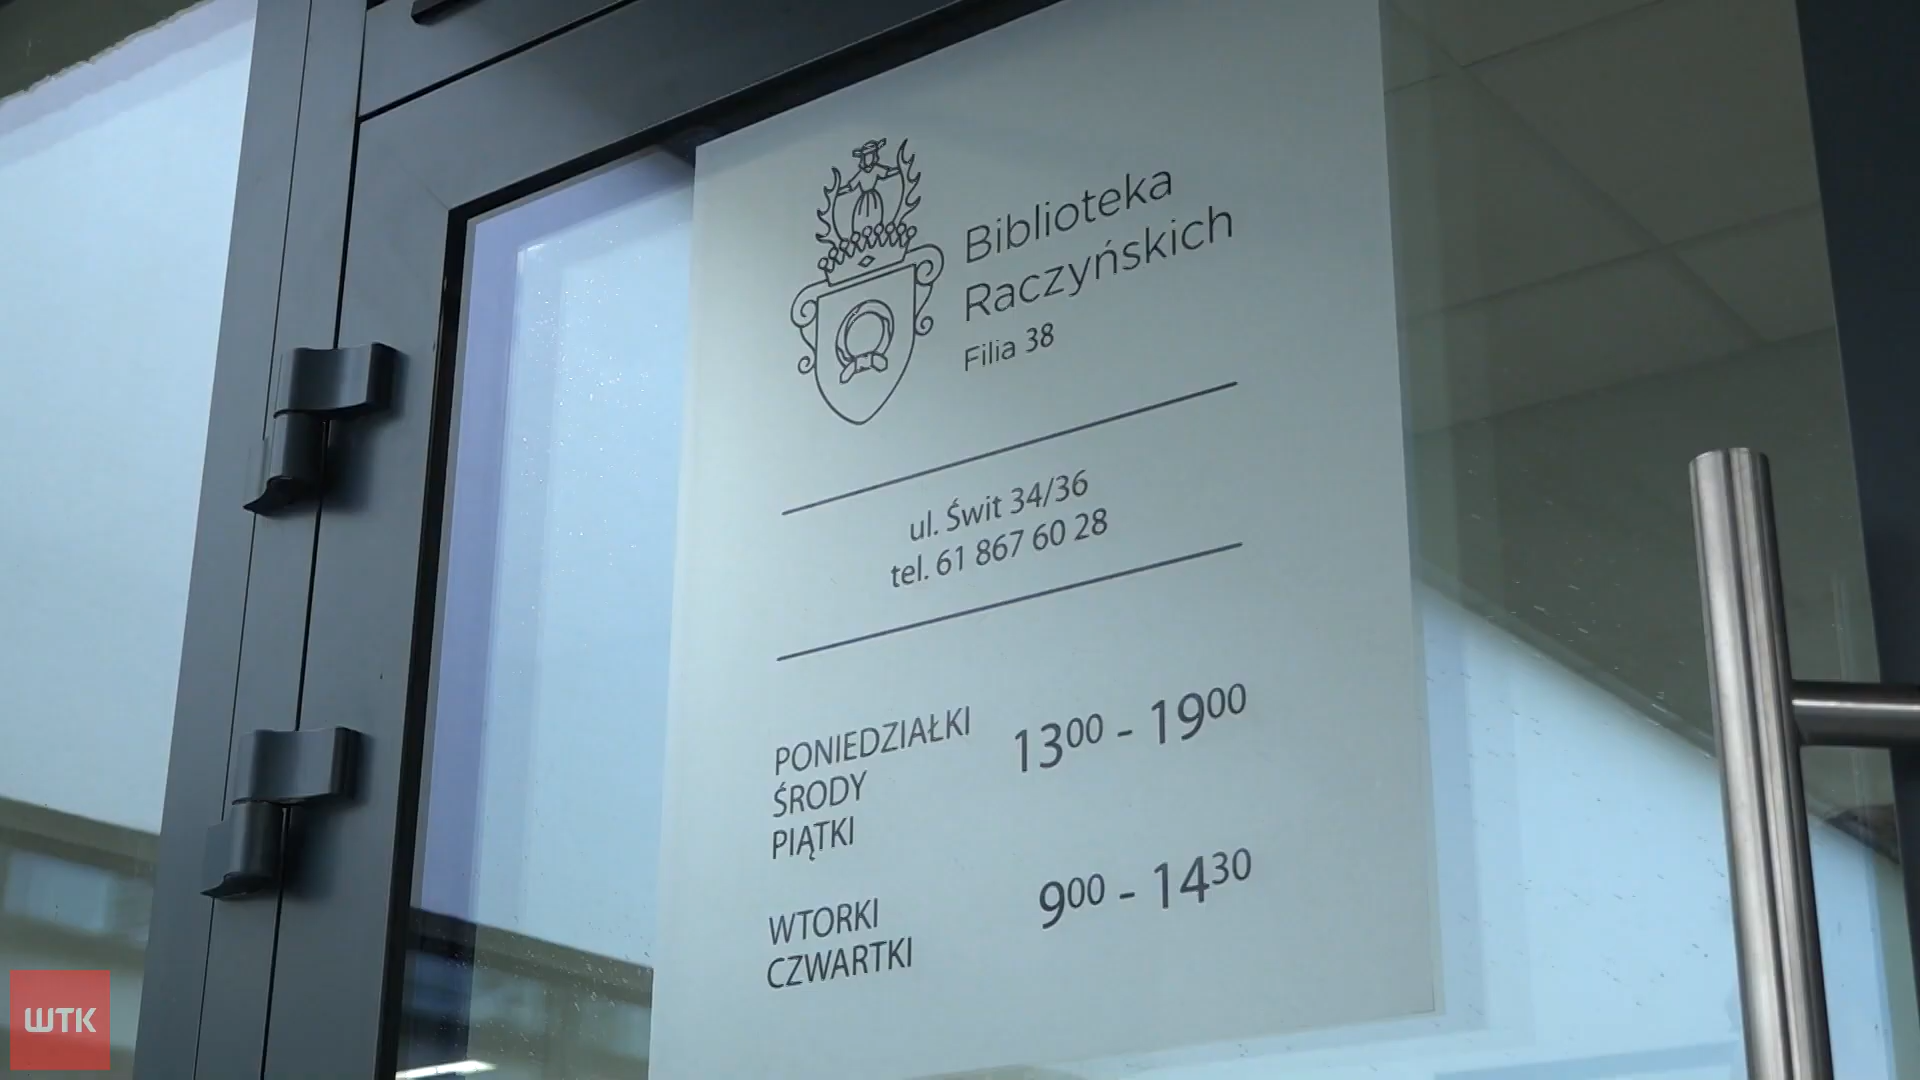 Biblioteka
Raczyńskich
Filia 38
ul. Świt 34/36
tel. 61 867 60 28
PONIEDZIAŁKI
ŚRODY
PIĄTKI
13⁰⁰ - 19⁰⁰
WTORKI
CZWARTKI
9⁰⁰ - 14³⁰
WTK